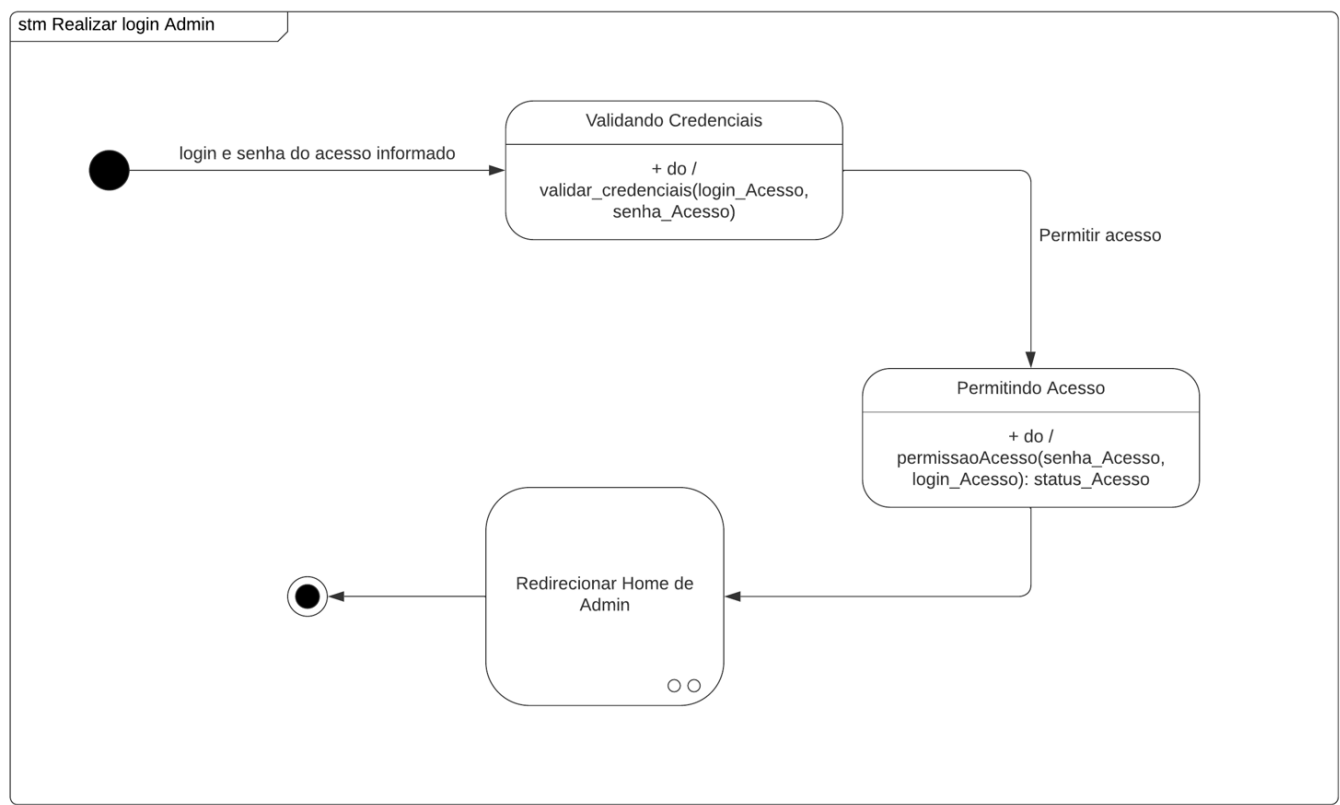 stm Realizar login Admin
Validando Credenciais
login e senha do acesso informado
+ do /
validar_credenciais(login_Acesso,
senha_Acesso)
Permitir acesso
Permitindo Acesso
+ do /
permissaoAcesso(senha_Acesso,
login_Acesso): status_Acesso
Redirecionar Home de
Admin